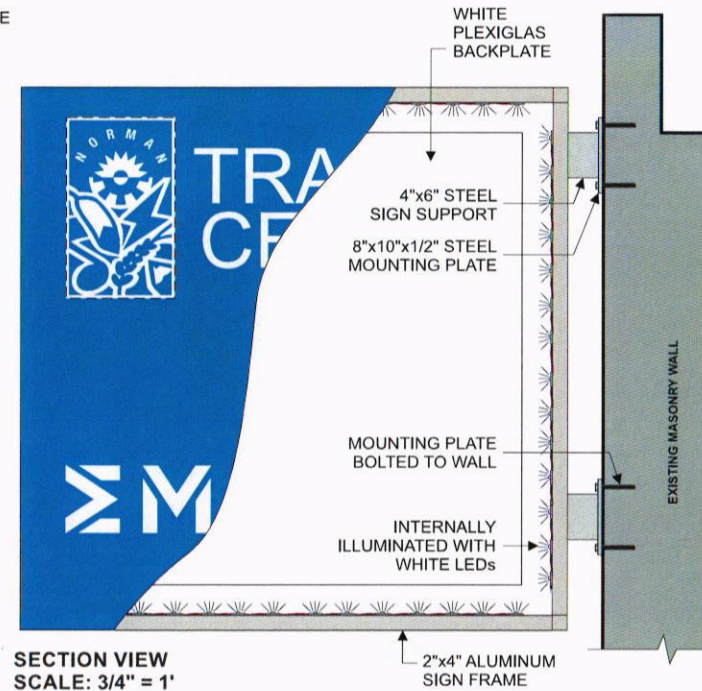 E
WHITE
PLEXIGLAS
BACKPLATE
NORMAN
TRA
4"x6" STEEL
SIGN SUPPORT
8"x10"x1/2" STEEL
MOUNTING PLATE
MOUNTING PLATE
BOLTED TO WALL
EXISTING MASONRY WALL
INTERNALLY
ILLUMINATED WITH
WHITE LEDs
SECTION VIEW
SCALE: 3/4" = 1'
2"x4" ALUMINUM
SIGN FRAME